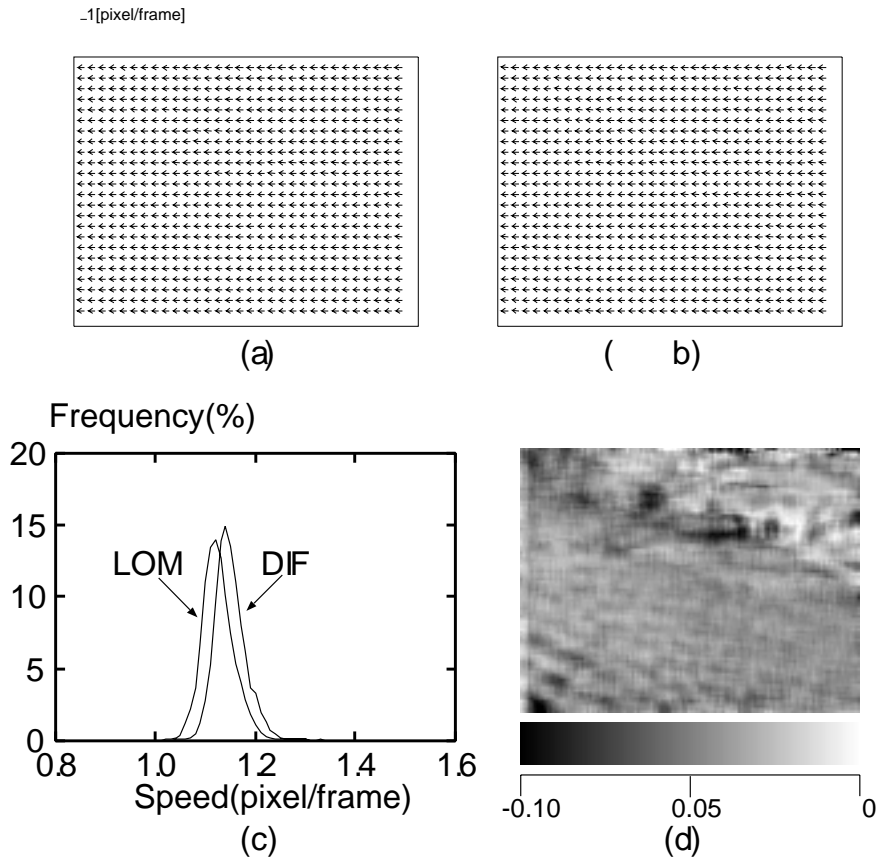 _1[pixel/frame]
(a)
( b)
Frequency(%)
20
15
10
5
0
LOM
DIF
0.8 1.0 1.2 1.4 1.6
Speed(pixel/frame)
(c)
-0.10 0.05 0
(d)